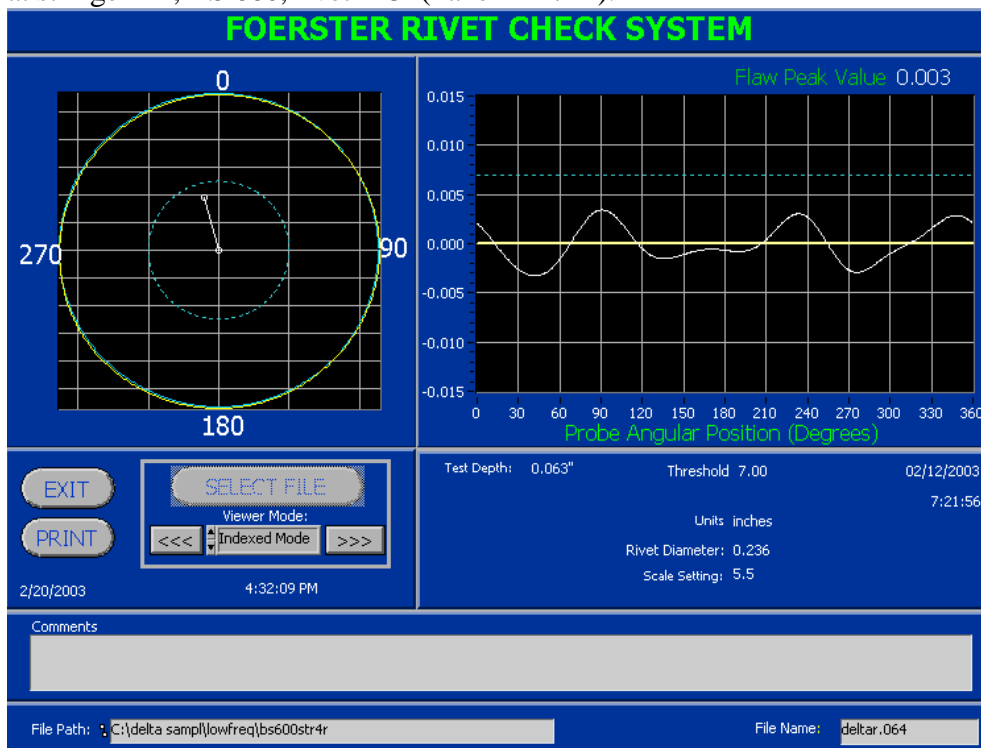 FOERSTER RIVET CHECK SYSTEM
0
270
90
180
Flaw Peak Value 0.003
0.015
0.010
0.005
0.000
-0.005
-0.010
-0.015
0 30 60 90 120 150 180 210 240 270 300 330 360
Probe Angular Position (Degrees)
EXIT
PRINT
SELECT FILE
Viewer Mode:
<<< Indexed Mode >>>
2/20/2003 4:32:09 PM
Test Depth: 0.063" Threshold 7.00 02/12/2003
7:21:56
Units inches
Rivet Diameter: 0.236
Scale Setting: 5.5
Comments
File Path: C:\delta sampl\lowfreq\bs600str4r File Name: deltar.064